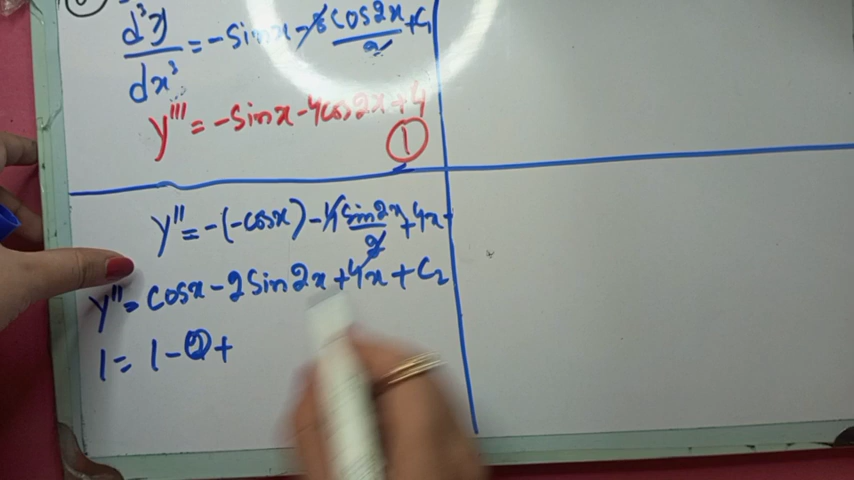 d³y/dx³ = -sinx - 8 cos2x/2 + C₁
y''' = -sinx - 4cos2x + 4
①
y'' = -(-cosx) - 4 sin2x/2 + 4x +
y'' = cosx - 2sin2x + 4x + C₂
1 = 1 - 2 +